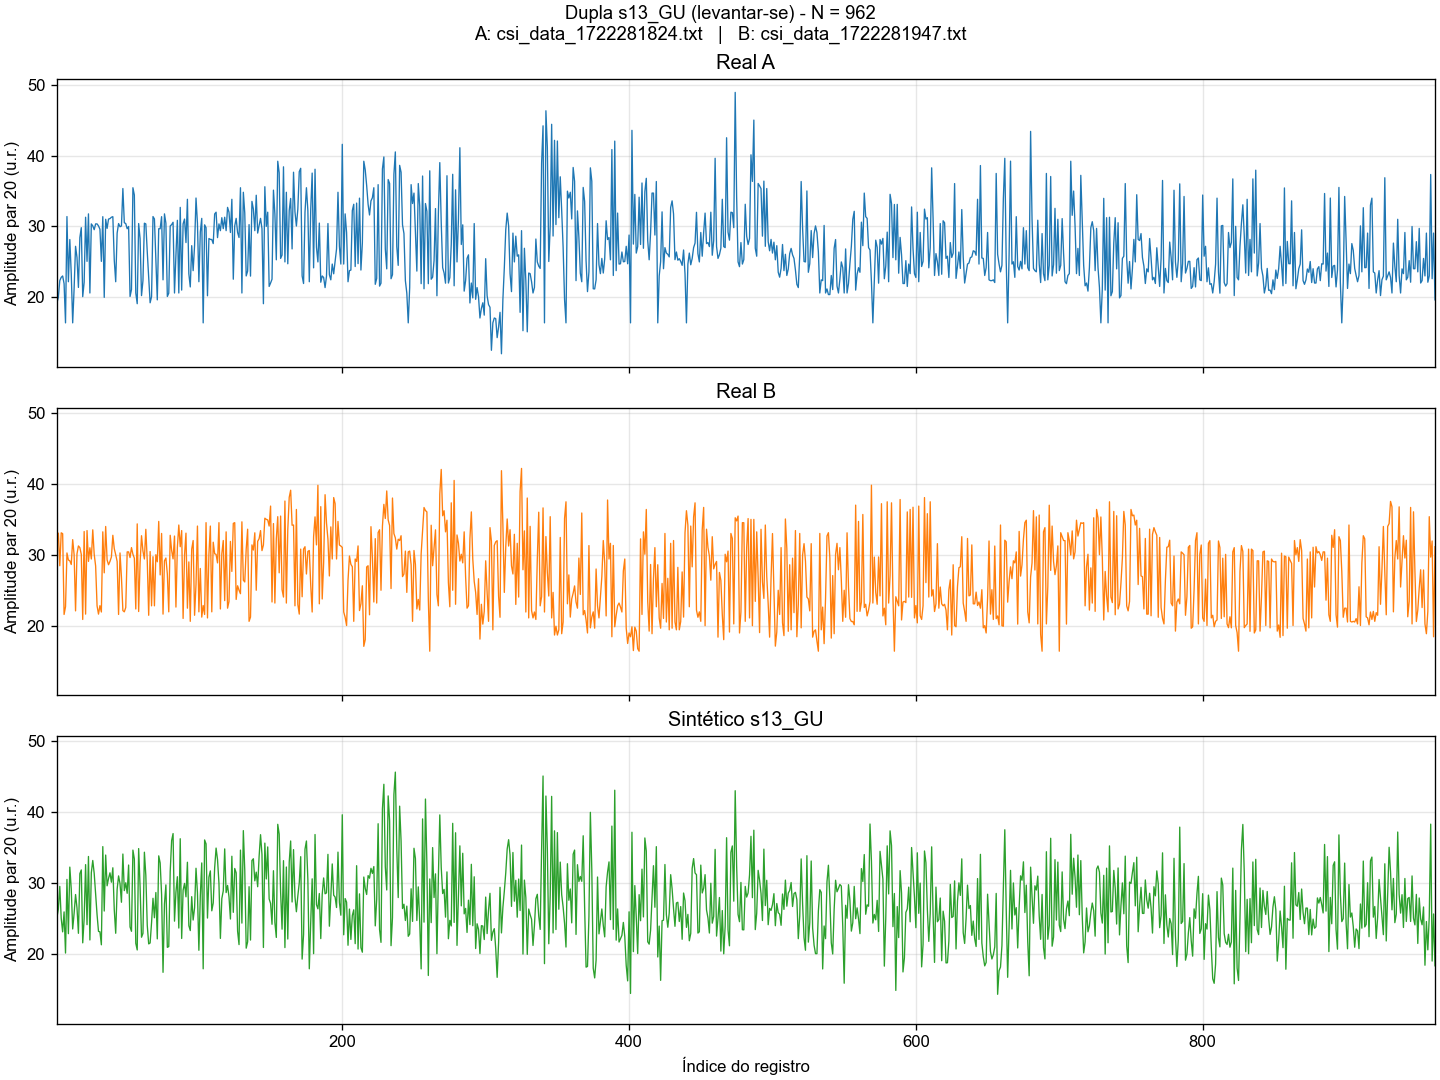 Dupla s13_GU (levantar-se) - N = 962
A: csi_data_1722281824.txt | B: csi_data_1722281947.txt
Real A
Amplitude par 20 (u.r.)
50
40
30
20
Real B
Amplitude par 20 (u.r.)
50
40
30
20
Sintético s13_GU
Amplitude par 20 (u.r.)
50
40
30
20
200 400 600 800
Índice do registro